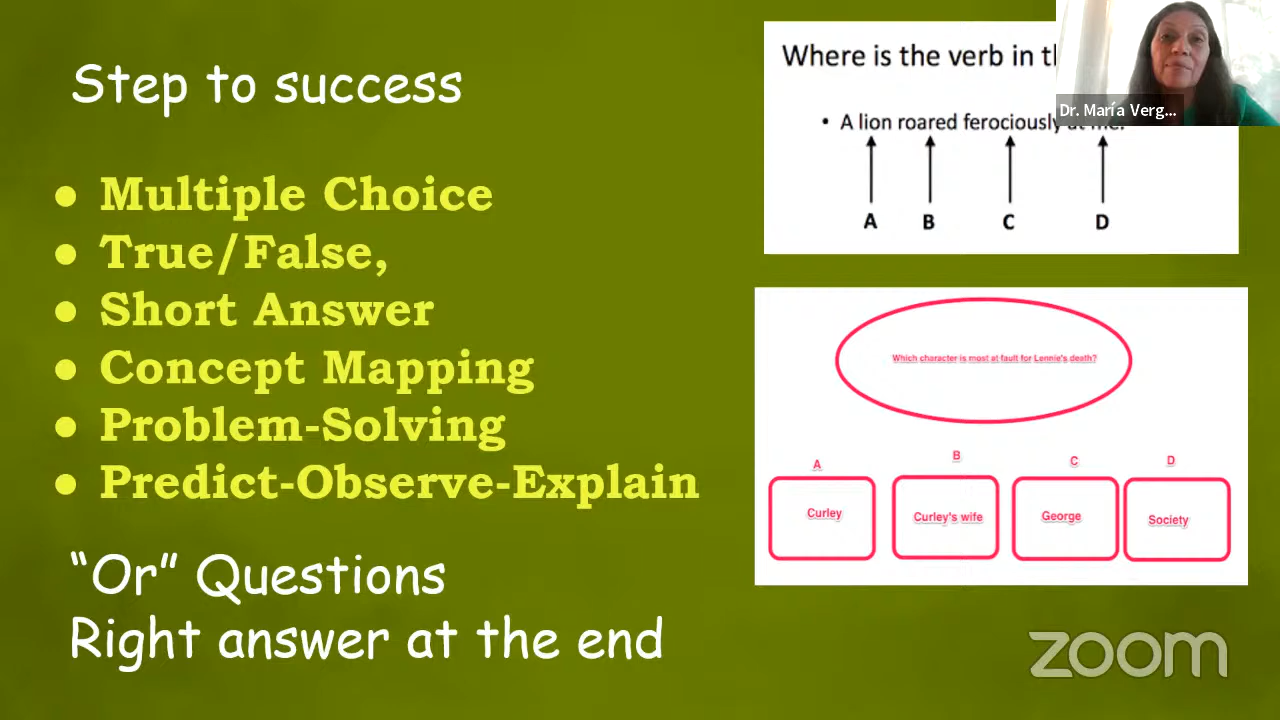 Step to success
● Multiple Choice
● True/False,
● Short Answer
● Concept Mapping
● Problem-Solving
● Predict-Observe-Explain
“Or” Questions
Right answer at the end
Where is the verb in
• A lion roared ferociously at me.
A B C D
Dr. María Verg...
Which character is most at fault for Lennie's death?
A B C D
Curley Curley's wife George Society
zoom